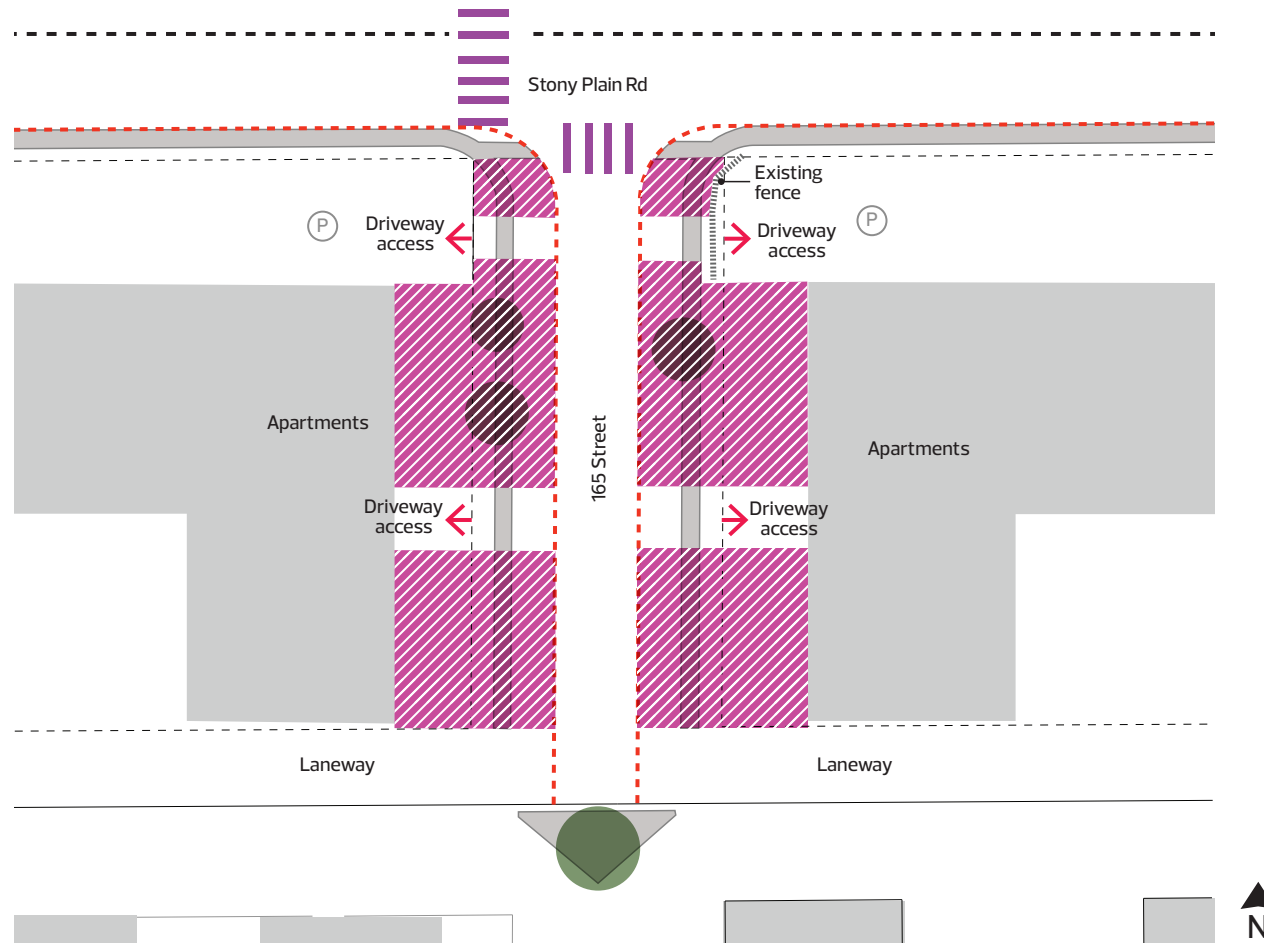 Stony Plain Rd
Existing
fence
P
Driveway
access
P
Driveway
access
Apartments
165 Street
Apartments
Driveway
access
Driveway
access
Laneway
Laneway
N